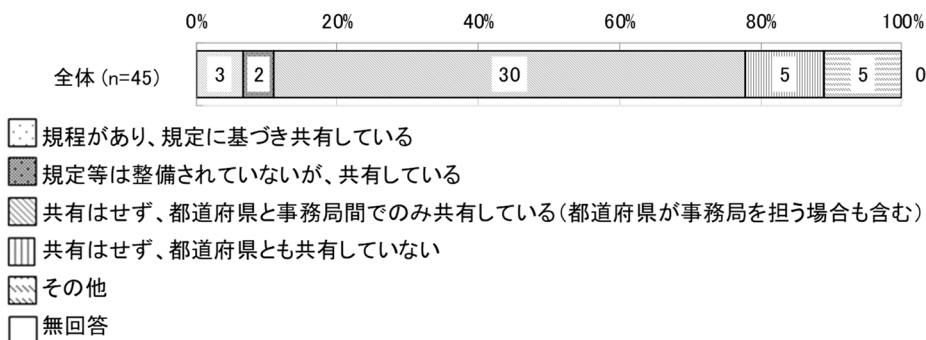 0% 20% 40% 60% 80% 100%
全体 (n=45) 3 2 30 5 5 0
規程があり、規定に基づき共有している
規定等は整備されていないが、共有している
共有はせず、都道府県と事務局間でのみ共有している(都道府県が事務局を担う場合も含む)
共有はせず、都道府県とも共有していない
その他
無回答